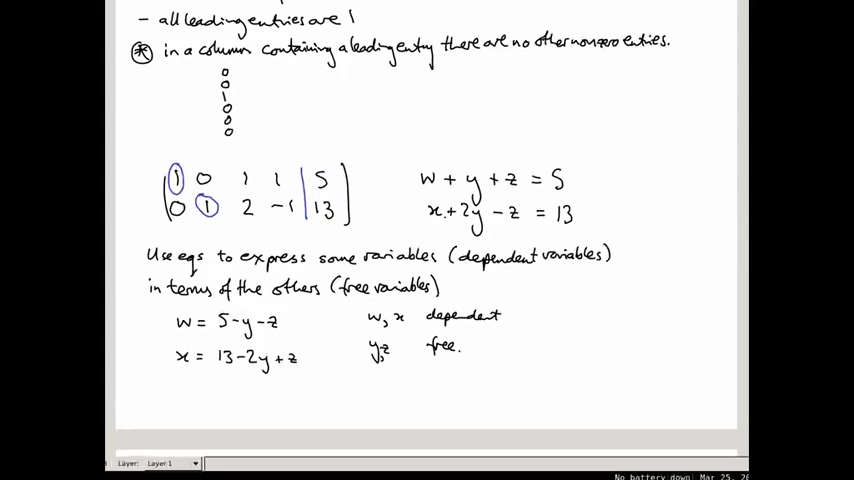 - all leading entries are 1
* in a column containing a leading entry there are no other nonzero entries.
0
0
1
0
0
0
1 0 1 1 | 5
0 1 2 -1 | 13
w + y + z = 5
x + 2y - z = 13
Use eqs to express some variables (dependent variables)
in terms of the others (free variables)
w = 5-y-z
w, x dependent
x = 13-2y+z
y, z free.
Layer:
Layer 1
No battery down
Mar 25, 20